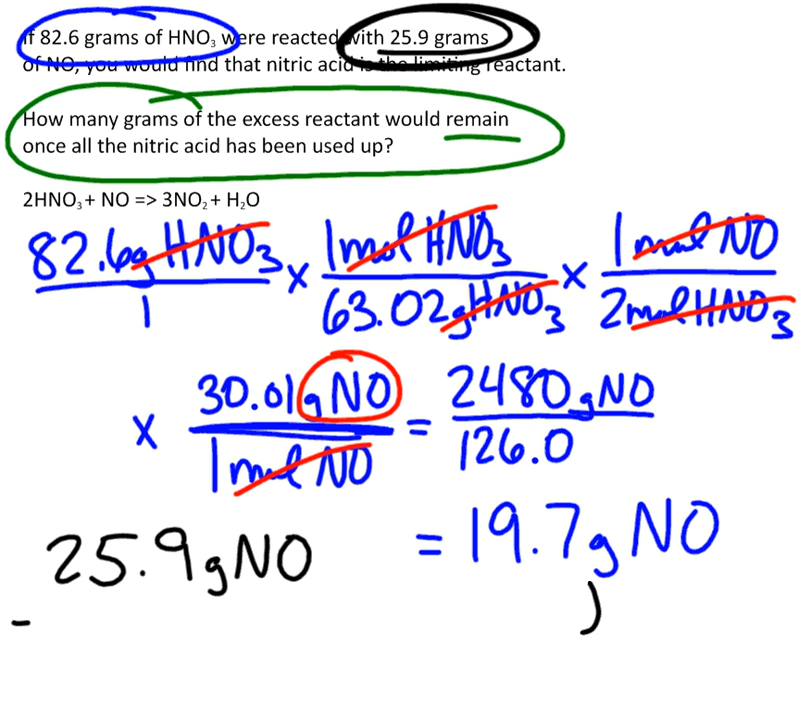 If 82.6 grams of HNO₃ were reacted with 25.9 grams
of NO, you would find that nitric acid is the limiting reactant.
How many grams of the excess reactant would remain
once all the nitric acid has been used up?
2HNO₃ + NO => 3NO₂ + H₂O
82.6g HNO₃ / 1 × 1mol HNO₃ / 63.02g HNO₃ × 1mol NO / 2mol HNO₃
× 30.01g NO / 1mol NO = 2480g NO / 126.0
25.9g NO = 19.7g NO
-